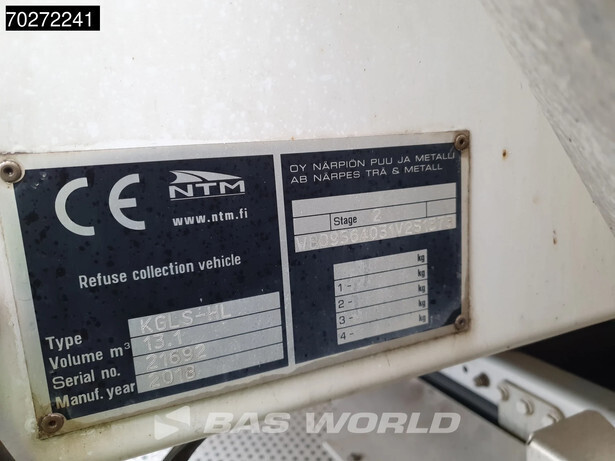 70272241
CE NTM
www.ntm.fi
Refuse collection vehicle
Type KGLS-HL
Volume m³ 13.1
Serial no. 21692
Manuf. year 2018
OY NÄRPIÖN PUU JA METALLI
AB NÄRPES TRÄ & METALL
Stage 2
kg
1 - kg
2 - kg
3 - kg
4 - kg
BAS WORLD